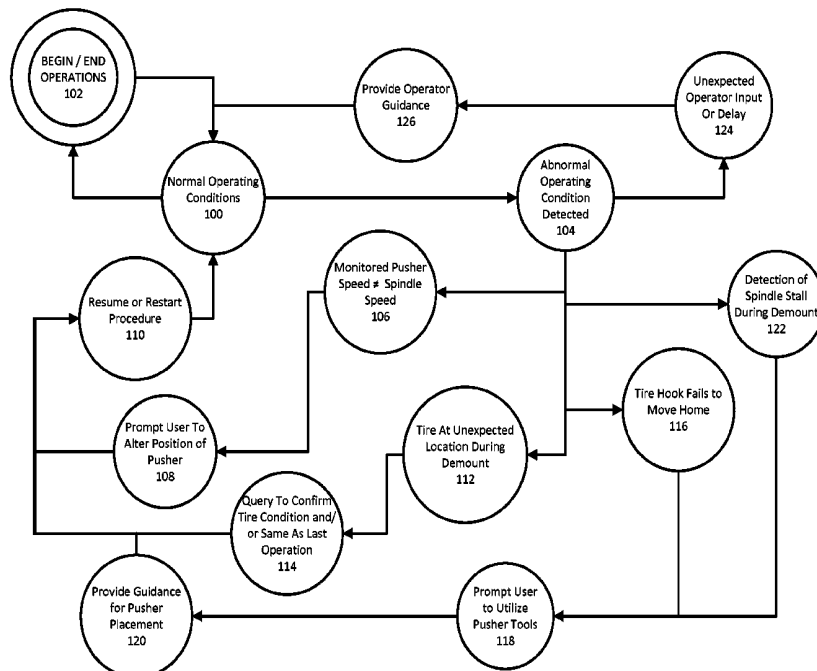 BEGIN / END
OPERATIONS
102
Provide Operator
Guidance
126
Unexpected
Operator Input
Or Delay
124
Normal Operating
Conditions
100
Abnormal
Operating
Condition
Detected
104
Resume or Restart
Procedure
110
Monitored Pusher
Speed ≠ Spindle
Speed
106
Detection of
Spindle Stall
During Demount
122
Tire Hook Fails to
Move Home
116
Prompt User To
Alter Position of
Pusher
108
Tire At Unexpected
Location During
Demount
112
Query To Confirm
Tire Condition and/
or Same As Last
Operation
114
Provide Guidance
for Pusher
Placement
120
Prompt User
to Utilize
Pusher Tools
118